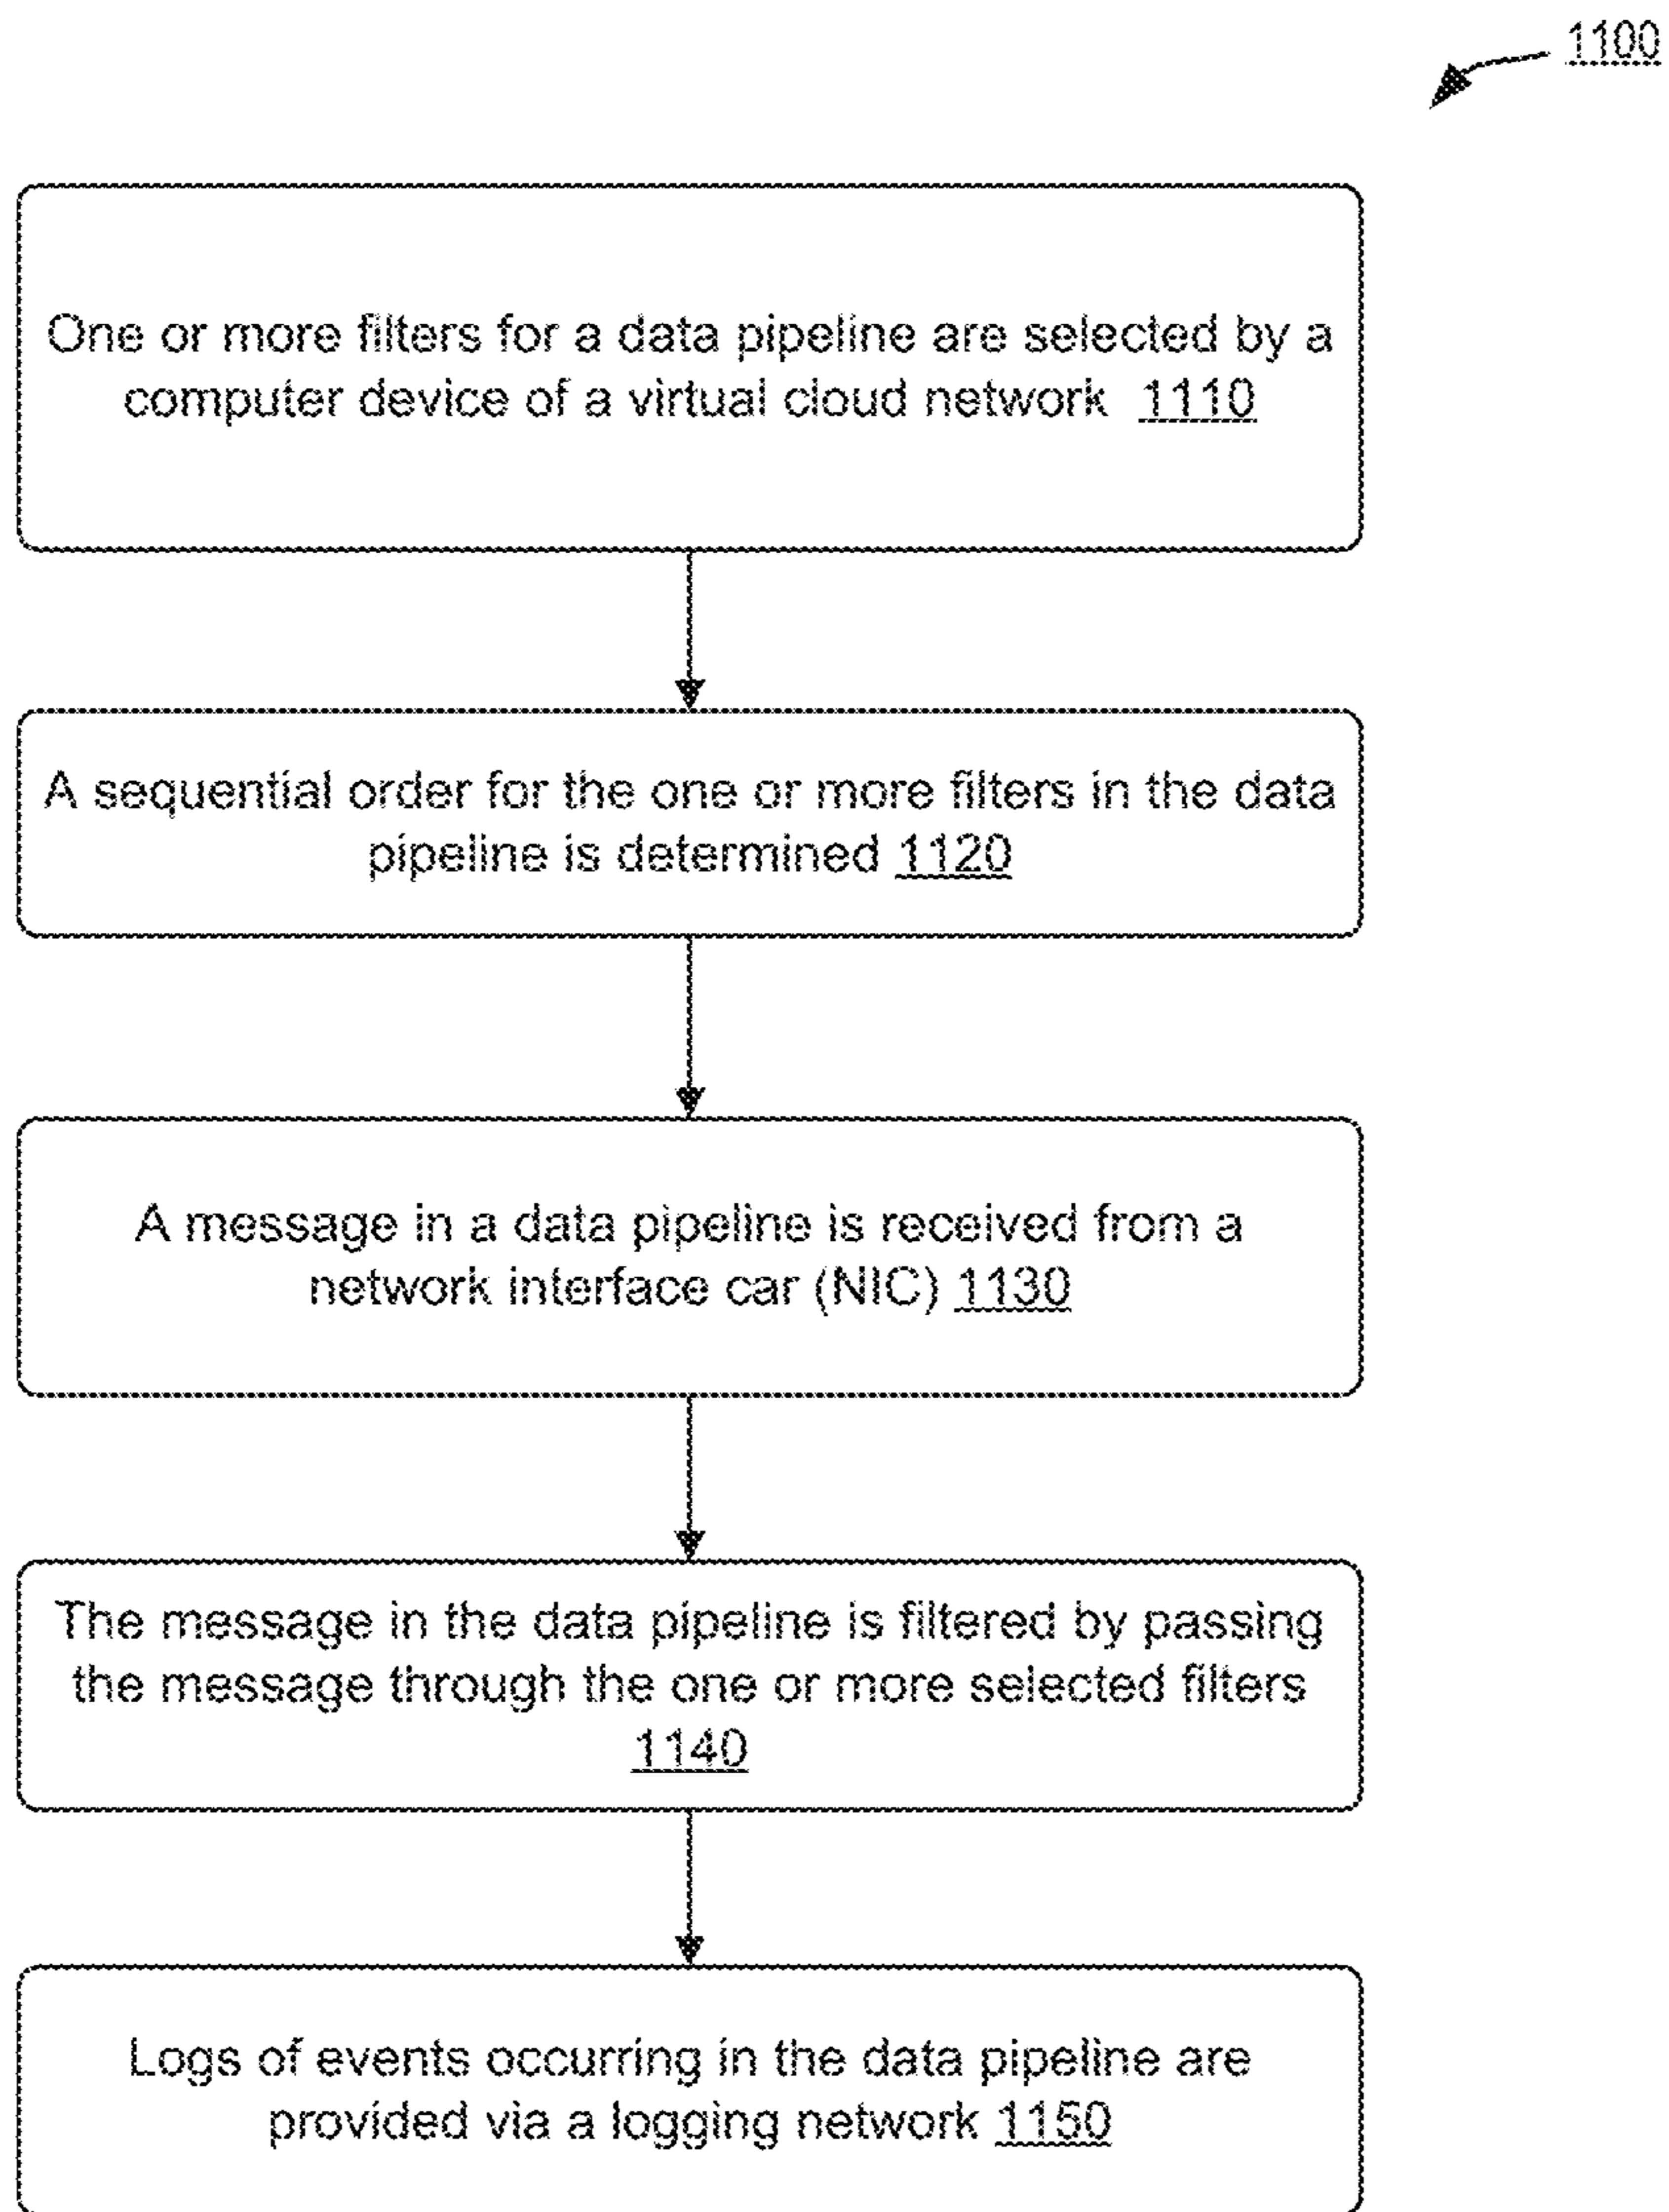 1100
One or more filters for a data pipeline are selected by a
computer device of a virtual cloud network 1110
A sequential order for the one or more filters in the data
pipeline is determined 1120
A message in a data pipeline is received from a
network interface car (NIC) 1130
The message in the data pipeline is filtered by passing
the message through the one or more selected filters
1140
Logs of events occurring in the data pipeline are
provided via a logging network 1150